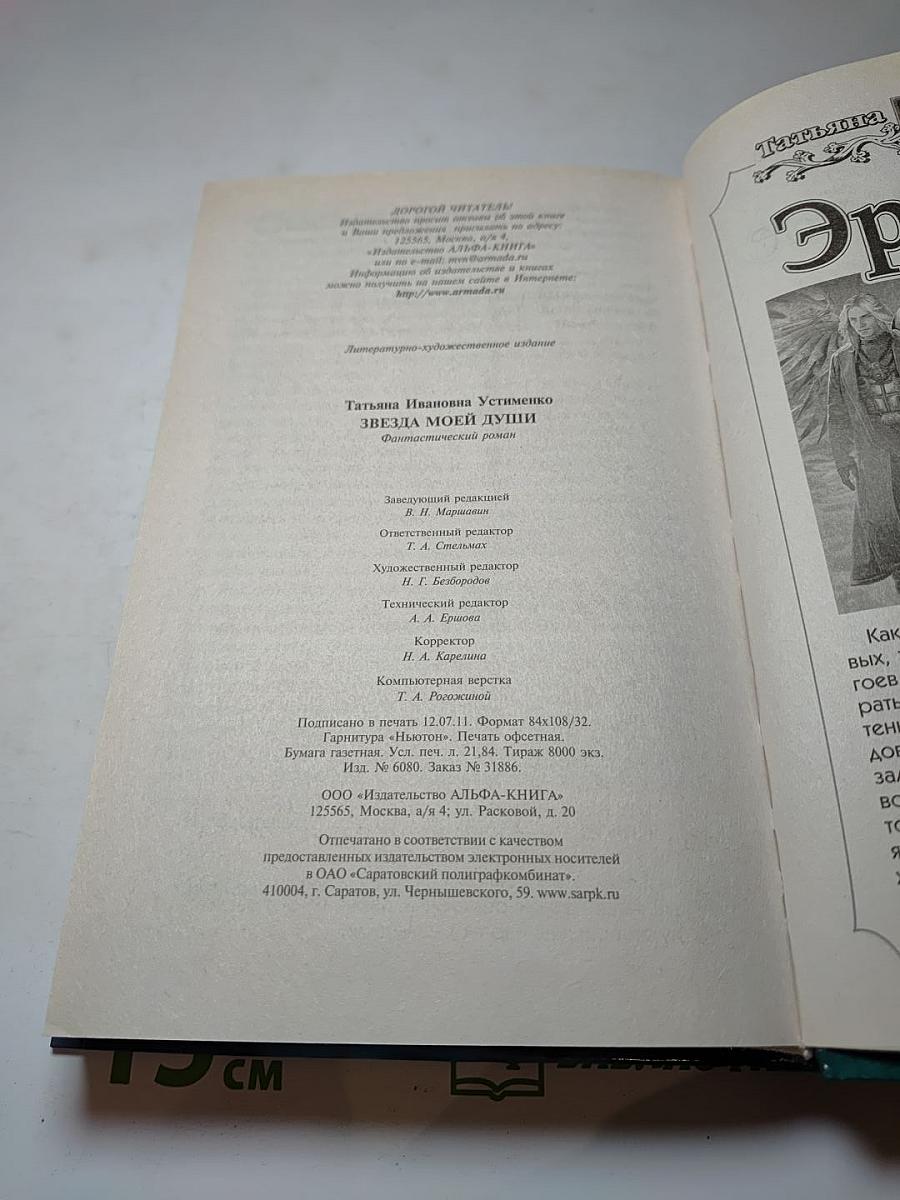 ДОРОГОЙ ЧИТАТЕЛЬ!
Издательство просит отзывы об этой книге
и Ваши предложения присылать по адресу:
125565, Москва, а/я 4,
«Издательство АЛЬФА-КНИГА»
или по e-mail: mvn@armada.ru
Информацию об издательстве и книгах
можно получить на нашем сайте в Интернете:
http://www.armada.ru
Литературно-художественное издание
Татьяна Ивановна Устименко
ЗВЕЗДА МОЕЙ ДУШИ
Фантастический роман
Заведующий редакцией
В. Н. Маршавин
Ответственный редактор
Т. А. Стельмах
Художественный редактор
Н. Г. Безбородов
Технический редактор
А. А. Ершова
Корректор
Н. А. Карелина
Компьютерная верстка
Т. А. Рогожиной
Подписано в печать 12.07.11. Формат 84х108/32.
Гарнитура «Ньютон». Печать офсетная.
Бумага газетная. Усл. печ. л. 21,84. Тираж 8000 экз.
Изд. № 6080. Заказ № 31886.
ООО «Издательство АЛЬФА-КНИГА»
125565, Москва, а/я 4; ул. Расковой, д. 20
Отпечатано в соответствии с качеством
предоставленных издательством электронных носителей
в ОАО «Саратовский полиграфкомбинат».
410004, г. Саратов, ул. Чернышевского, 59. www.sarpk.ru
Татьяна
Эр
Как
вых,
гоев
рать
тен
дов
зал
во
то
я
15 см